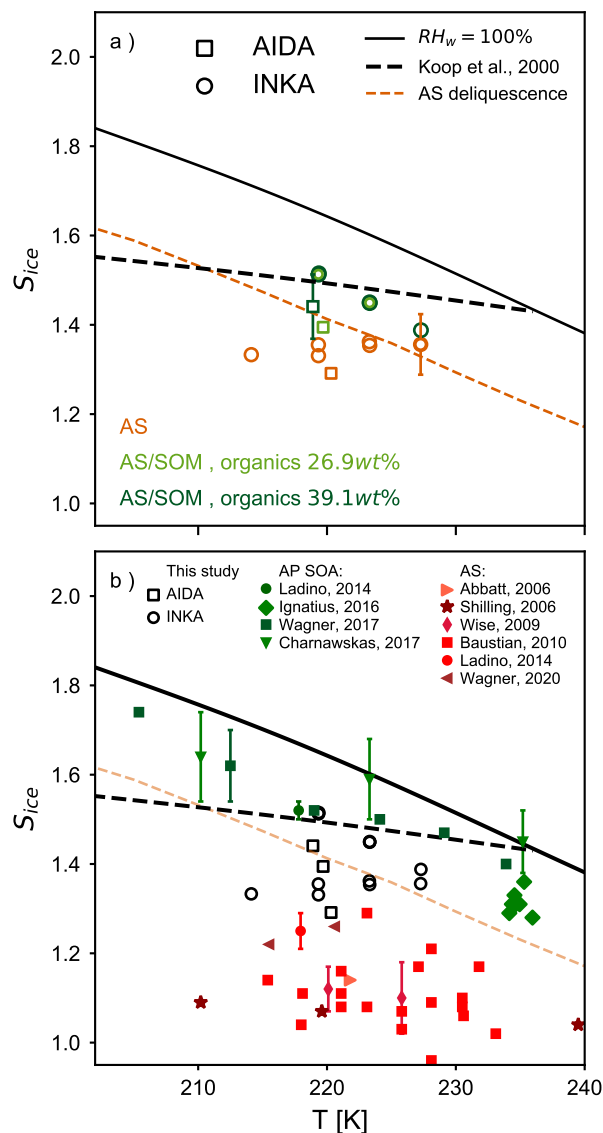 a )
AIDA
INKA
RH_w = 100%
Koop et al., 2000
AS deliquescence
2.0
1.8
1.6
1.4
1.2
1.0
S_ice
AS
AS/SOM , organics 26.9wt%
AS/SOM , organics 39.1wt%
b )
This study
AIDA
INKA
AP SOA:
Ladino, 2014
Ignatius, 2016
Wagner, 2017
Charnawskas, 2017
AS:
Abbatt, 2006
Shilling, 2006
Wise, 2009
Baustian, 2010
Ladino, 2014
Wagner, 2020
2.0
1.8
1.6
1.4
1.2
1.0
S_ice
210
220
230
240
T [K]